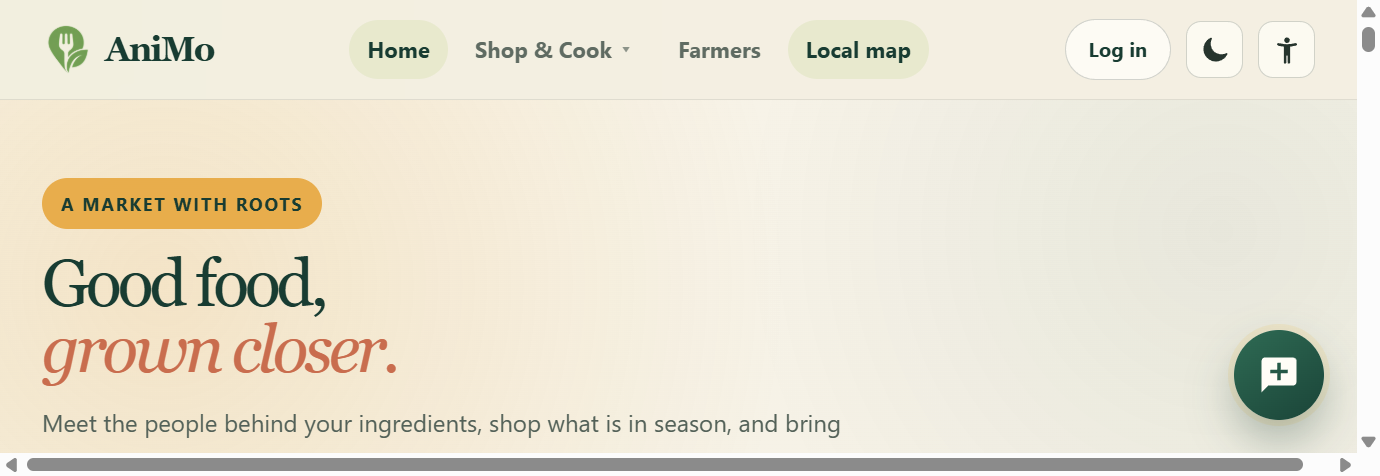 AniMo
Home
Shop & Cook
Farmers
Local map
Log in
A MARKET WITH ROOTS
Good food,
grown closer.
Meet the people behind your ingredients, shop what is in season, and bring